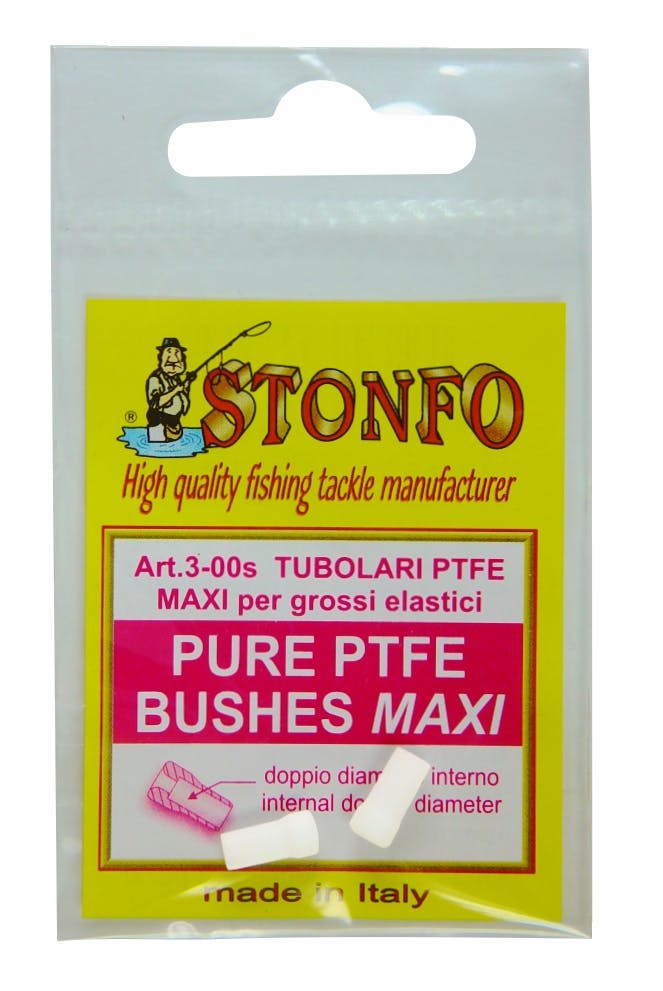 STONFO
®
High quality fishing tackle manufacturer
Art.3-00s TUBOLARI PTFE
MAXI per grossi elastici
PURE PTFE
BUSHES MAXI
doppio interno
internal diameter
made in Italy